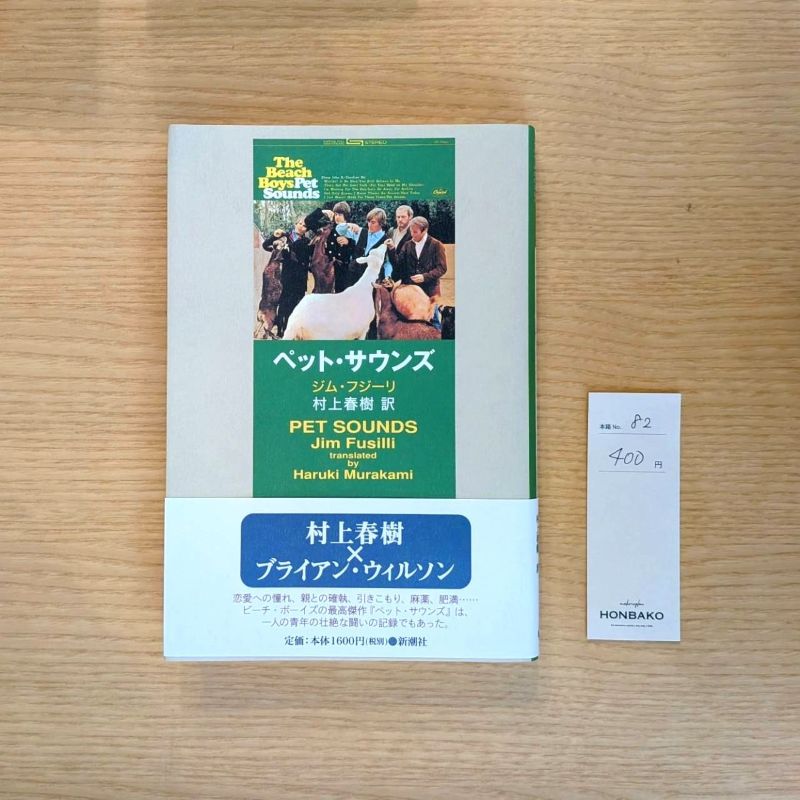 STEREO
The
Beach
Boys Pet
Sounds
Capitol
ペット・サウンズ
ジム・フジーリ
村上春樹 訳
PET SOUNDS
Jim Fusilli
translated
by
Haruki Murakami
村上春樹
×
ブライアン・ウィルソン
恋愛への憧れ、親との確執、引きこもり、麻薬、肥満……
ビーチ・ボーイズの最高傑作『ペット・サウンズ』は、
一人の青年の壮絶な闘いの記録でもあった。
定価:本体1600円(税別) 新潮社
本箱 No. 82
400 円
HONBAKO